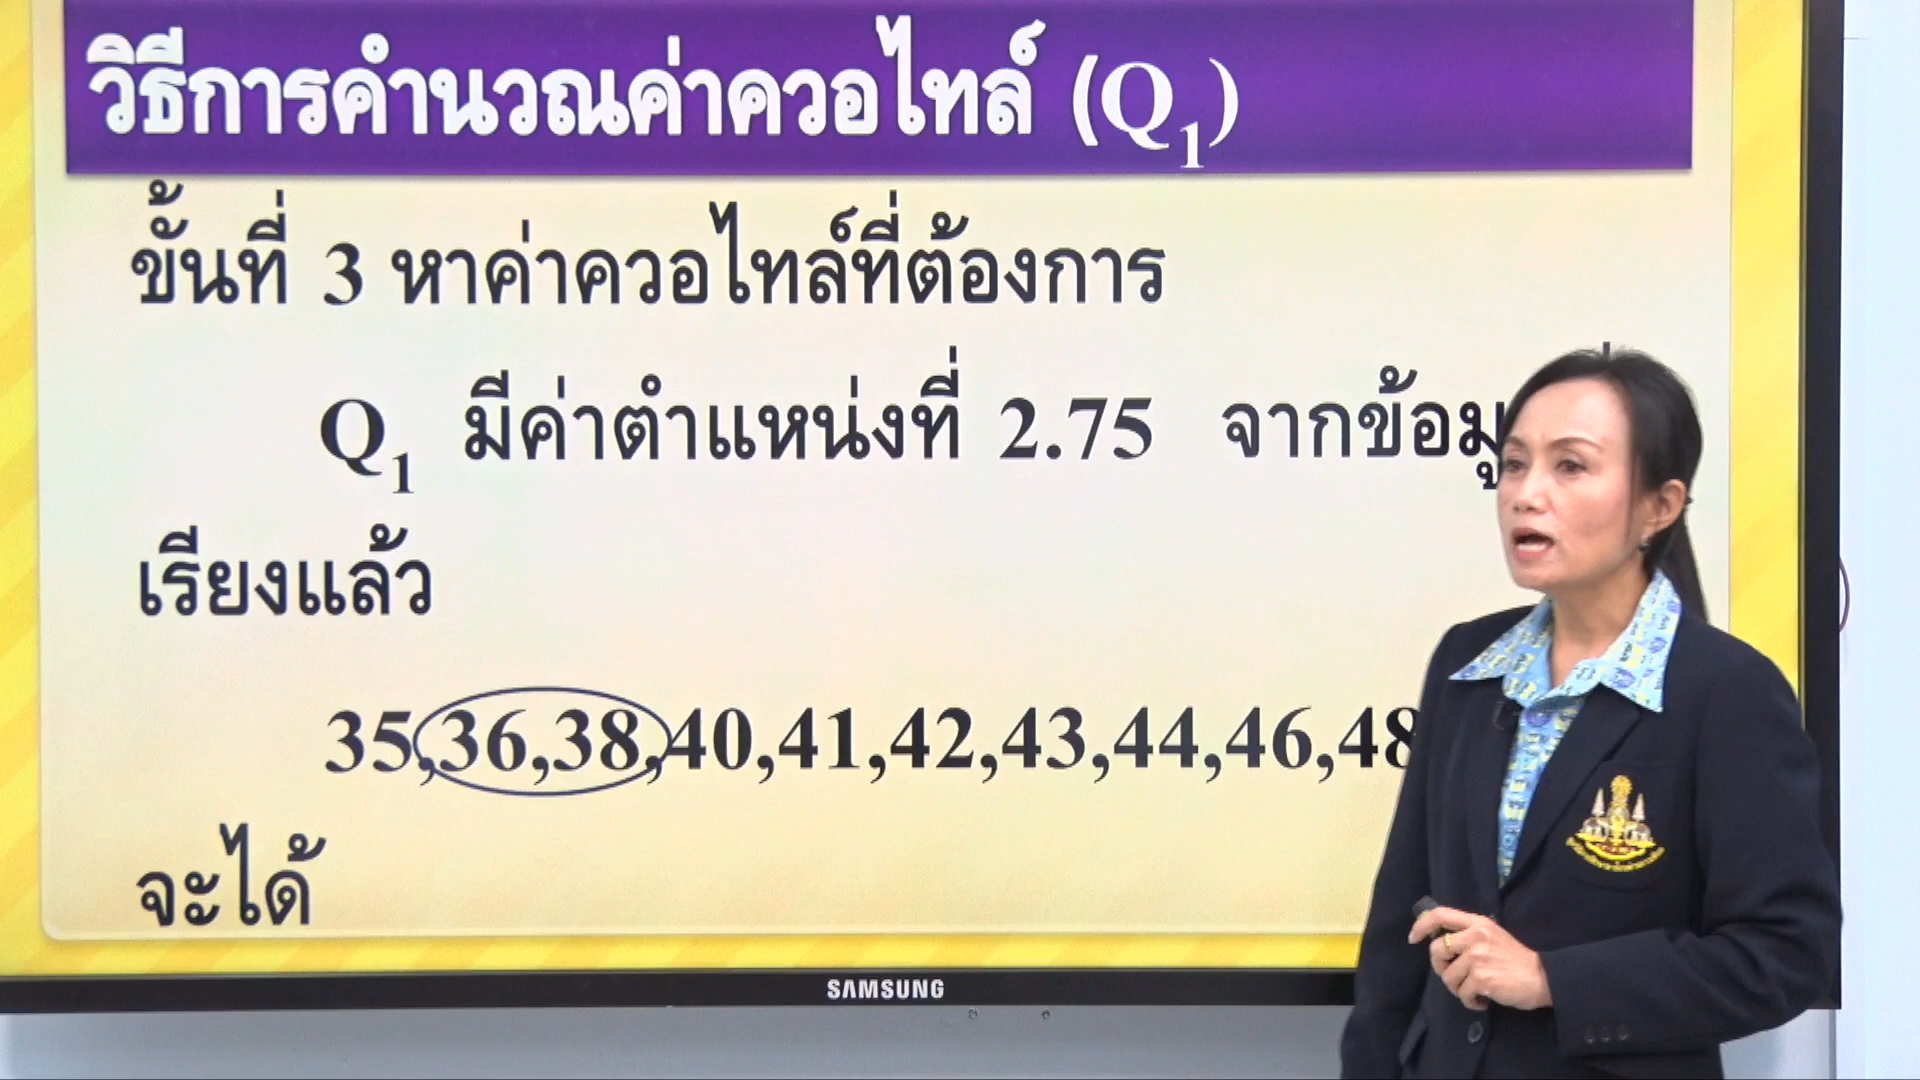 วิธีการคำนวณค่าควอไทล์ (Q1)
ขั้นที่ 3 หาค่าควอไทล์ที่ต้องการ
Q1 มีค่าตำแหน่งที่ 2.75 จากข้อมู
เรียงแล้ว
35,36,38,40,41,42,43,44,46,48
จะได้
SAMSUNG